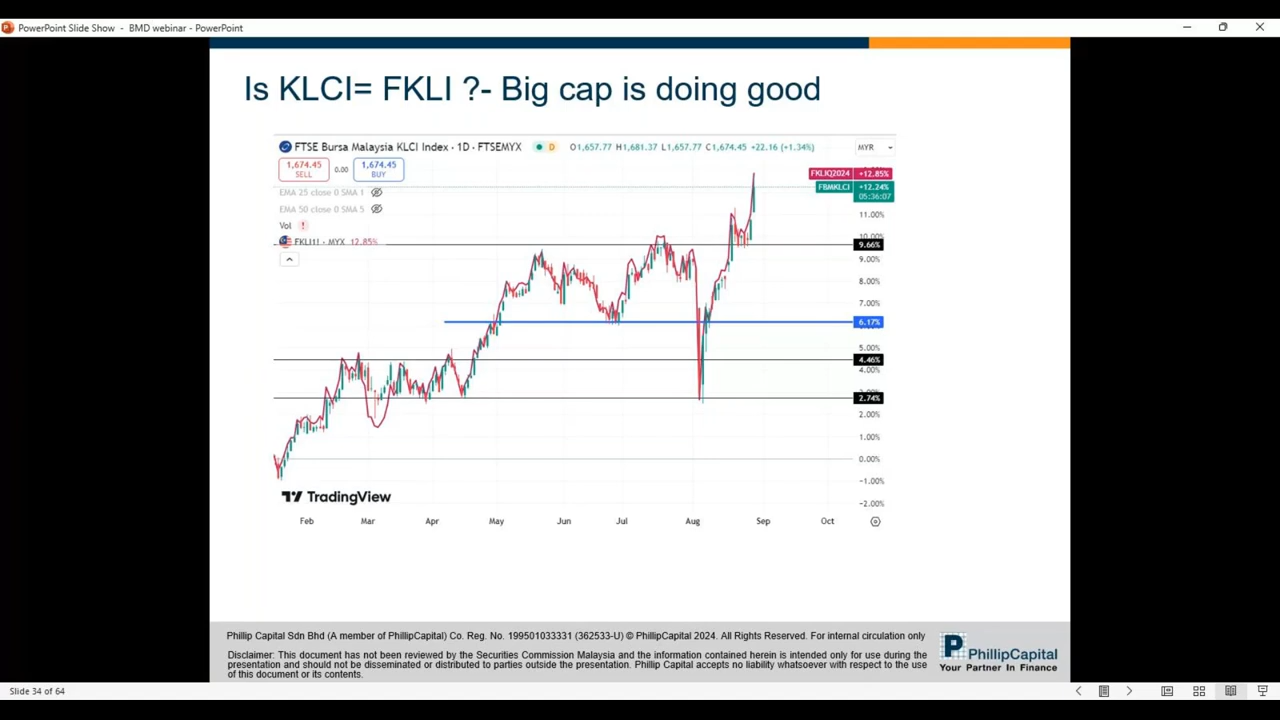 PowerPoint Slide Show - BMD webinar - PowerPoint
Is KLCI= FKLI ?- Big cap is doing good
FTSE Bursa Malaysia KLCI Index · 1D · FTSEMYX D O1,657.77 H1,681.37 L1,657.77 C1,674.45 +22.16 (+1.34%) MYR
1,674.45 SELL 0.00 1,674.45 BUY
EMA 25 close 0 SMA 1
EMA 50 close 0 SMA 5
Vol !
FKLI1! · MYX 12.85%
FKLIQ2024 +12.85%
FBMKLCI +12.24%
05:36:07
11.00%
10.00%
9.66%
9.00%
8.00%
7.00%
6.17%
5.00%
4.46%
4.00%
2.74%
2.00%
1.00%
0.00%
−1.00%
−2.00%
TradingView
Feb Mar Apr May Jun Jul Aug Sep Oct
Phillip Capital Sdn Bhd (A member of PhillipCapital) Co. Reg. No. 199501033331 (362533-U) © PhillipCapital 2024. All Rights Reserved. For internal circulation only
Disclaimer: This document has not been reviewed by the Securities Commission Malaysia and the information contained herein is intended only for use during the
presentation and should not be disseminated or distributed to parties outside the presentation. Phillip Capital accepts no liability whatsoever with respect to the use
of this document or its contents.
PhillipCapital
Your Partner In Finance
Slide 34 of 64